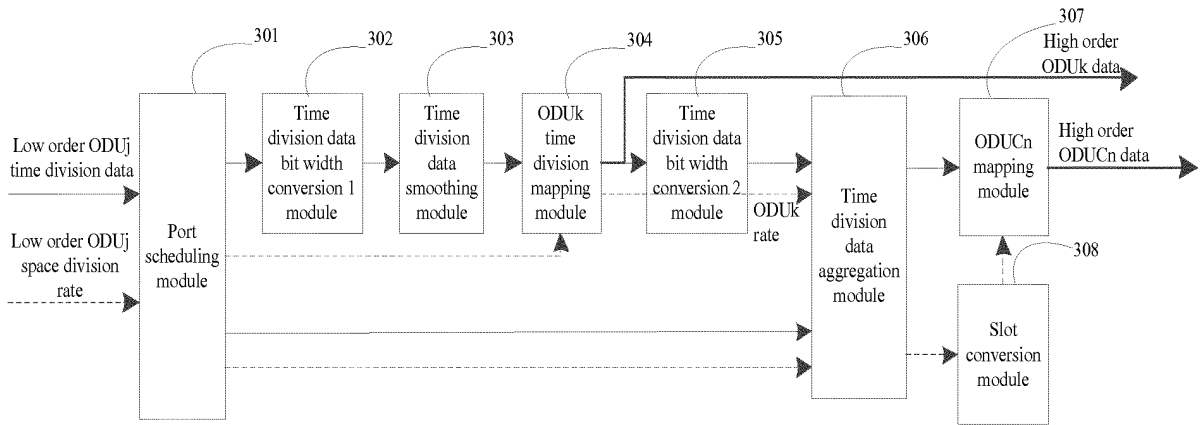 301
302
303
304
305
306
307
308
Low order ODUj
time division data
Low order ODUj
space division
rate
Port
scheduling
module
Time
division data
bit width
conversion 1
module
Time
division
data
smoothing
module
ODUk
time
division
mapping
module
Time
division data
bit width
conversion 2
module
ODUk
rate
Time
division
data
aggregation
module
High order
ODUk data
ODUCn
mapping
module
High order
ODUCn data
Slot
conversion
module